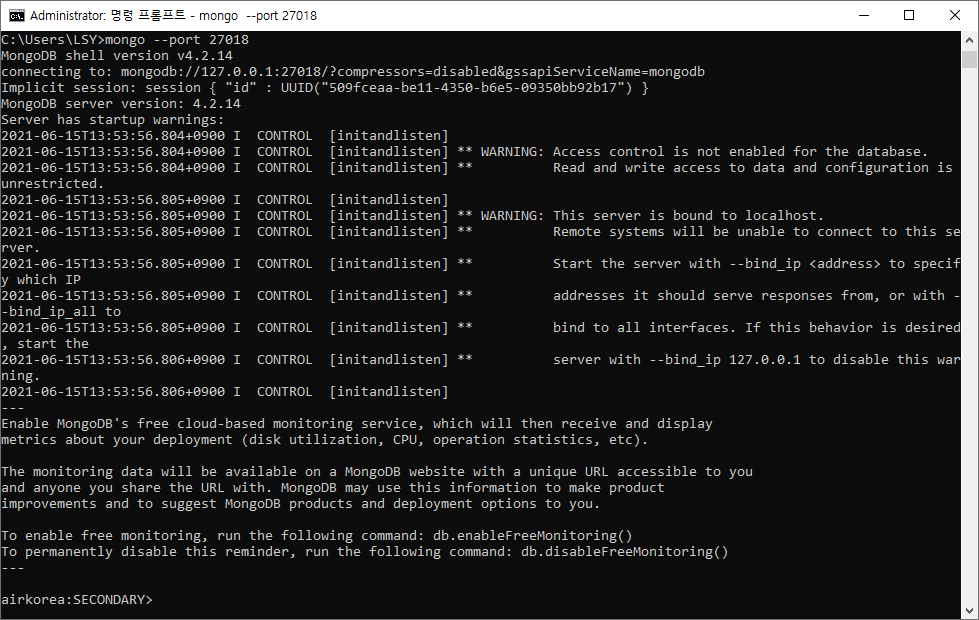 Administrator: 명령 프롬프트 - mongo  --port 27018
C:\Users\LSY>mongo --port 27018
MongoDB shell version v4.2.14
connecting to: mongodb://127.0.0.1:27018/?compressors=disabled&gssapiServiceName=mongodb
Implicit session: session { "id" : UUID("509fceaa-be11-4350-b6e5-09350bb92b17") }
MongoDB server version: 4.2.14
Server has startup warnings:
2021-06-15T13:53:56.804+0900 I  CONTROL  [initandlisten]
2021-06-15T13:53:56.804+0900 I  CONTROL  [initandlisten] ** WARNING: Access control is not enabled for the database.
2021-06-15T13:53:56.804+0900 I  CONTROL  [initandlisten] **          Read and write access to data and configuration is
unrestricted.
2021-06-15T13:53:56.805+0900 I  CONTROL  [initandlisten]
2021-06-15T13:53:56.805+0900 I  CONTROL  [initandlisten] ** WARNING: This server is bound to localhost.
2021-06-15T13:53:56.805+0900 I  CONTROL  [initandlisten] **          Remote systems will be unable to connect to this se
rver.
2021-06-15T13:53:56.805+0900 I  CONTROL  [initandlisten] **          Start the server with --bind_ip <address> to specif
y which IP
2021-06-15T13:53:56.805+0900 I  CONTROL  [initandlisten] **          addresses it should serve responses from, or with -
-bind_ip_all to
2021-06-15T13:53:56.805+0900 I  CONTROL  [initandlisten] **          bind to all interfaces. If this behavior is desired
, start the
2021-06-15T13:53:56.806+0900 I  CONTROL  [initandlisten] **          server with --bind_ip 127.0.0.1 to disable this war
ning.
2021-06-15T13:53:56.806+0900 I  CONTROL  [initandlisten]
---
Enable MongoDB's free cloud-based monitoring service, which will then receive and display
metrics about your deployment (disk utilization, CPU, operation statistics, etc).

The monitoring data will be available on a MongoDB website with a unique URL accessible to you
and anyone you share the URL with. MongoDB may use this information to make product
improvements and to suggest MongoDB products and deployment options to you.

To enable free monitoring, run the following command: db.enableFreeMonitoring()
To permanently disable this reminder, run the following command: db.disableFreeMonitoring()
---

airkorea:SECONDARY>